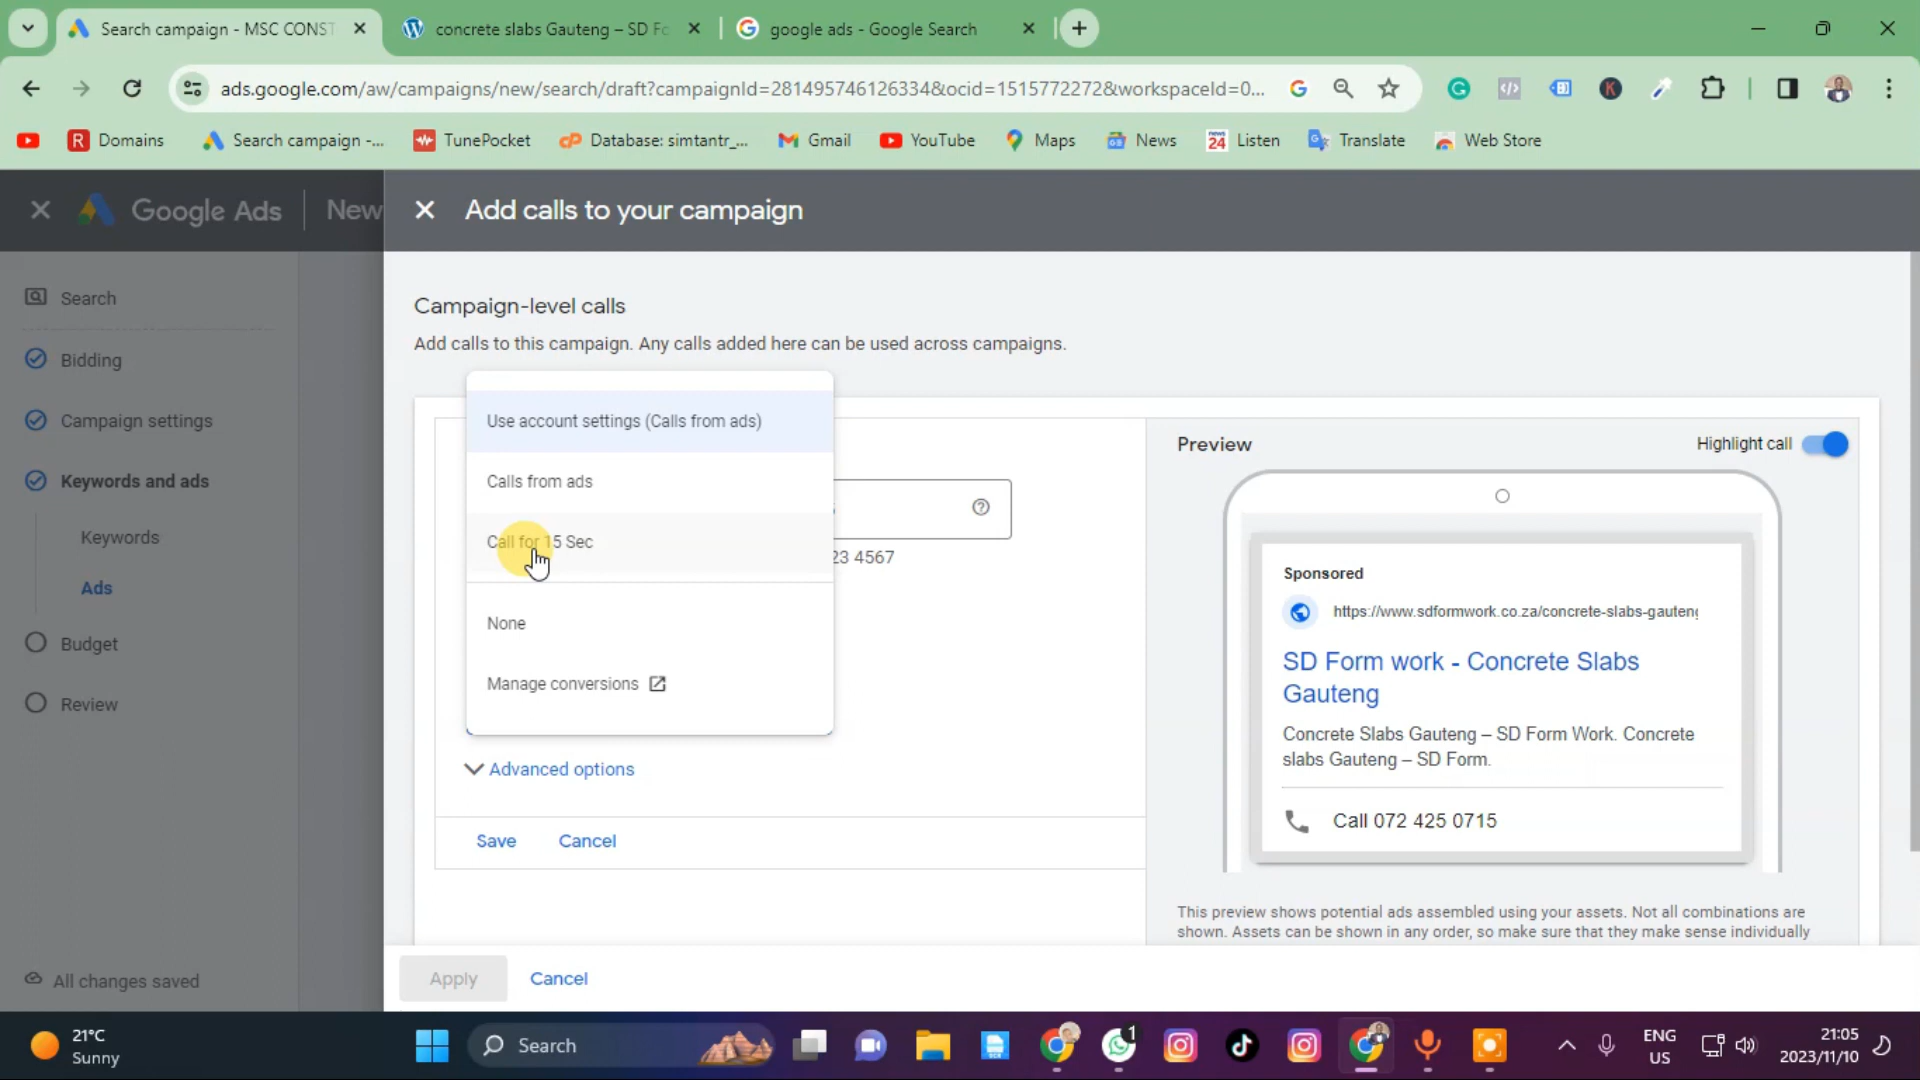 Search campaign - MSC CONST
concrete slabs Gauteng – SD Fo
google ads - Google Search
ads.google.com/aw/campaigns/new/search/draft?campaignId=281495746126334&ocid=1515772272&workspaceId=0...
Domains
Search campaign -...
TunePocket
Database: simtantr_...
Gmail
YouTube
Maps
News
Listen
Translate
Web Store
Google Ads
New
Add calls to your campaign
Search
Bidding
Campaign settings
Keywords and ads
Keywords
Ads
Budget
Review
All changes saved
Campaign-level calls
Add calls to this campaign. Any calls added here can be used across campaigns.
Use account settings (Calls from ads)
Calls from ads
Call for 15 Sec
23 4567
None
Manage conversions
Advanced options
Save
Cancel
Preview
Highlight call
Sponsored
https://www.sdformwork.co.za/concrete-slabs-gauteng
SD Form work - Concrete Slabs
Gauteng
Concrete Slabs Gauteng – SD Form Work. Concrete
slabs Gauteng – SD Form.
Call 072 425 0715
This preview shows potential ads assembled using your assets. Not all combinations are
shown. Assets can be shown in any order, so make sure that they make sense individually
Apply
Cancel
21°C
Sunny
Search
1
ENG
US
21:05
2023/11/10